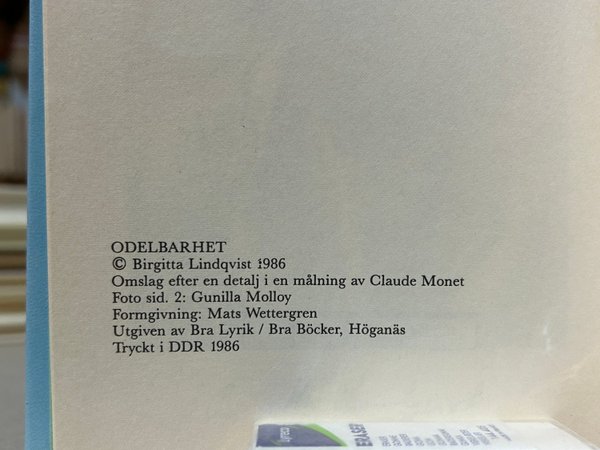 ODELBARHET
© Birgitta Lindqvist 1986
Omslag efter en detalj i en målning av Claude Monet
Foto sid. 2: Gunilla Molloy
Formgivning: Mats Wettergren
Utgiven av Bra Lyrik / Bra Böcker, Höganäs
Tryckt i DDR 1986
ERASER